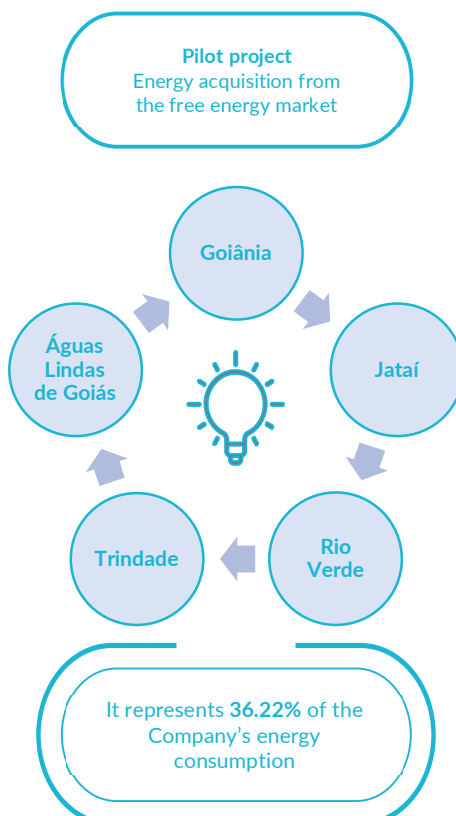 Pilot project
Energy acquisition from
the free energy market
Goiânia
Jataí
Rio
Verde
Trindade
Águas
Lindas
de Goiás
It represents 36.22% of the
Company's energy
consumption